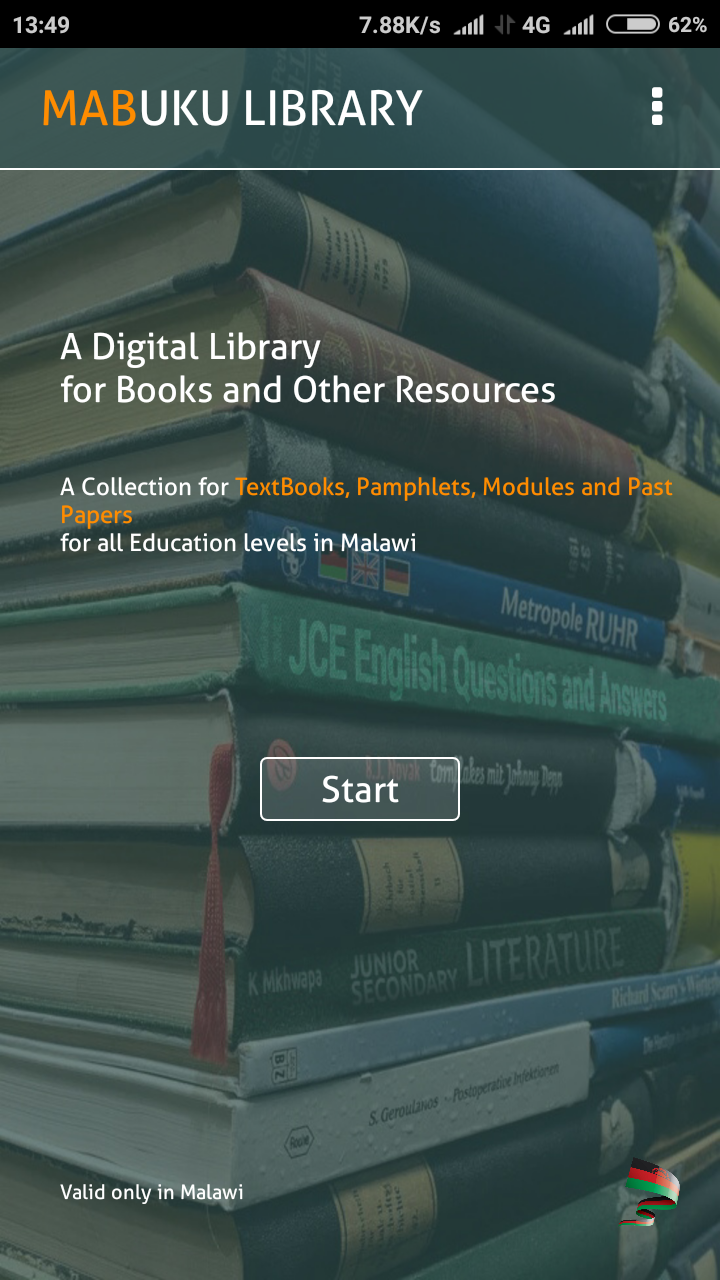 13:49 7.88K/s 4G 62%
MABUKU LIBRARY
A Digital Library
for Books and Other Resources
A Collection for TextBooks, Pamphlets, Modules and Past
Papers
for all Education levels in Malawi
Metropole RUHR
JCE English Questions and Answers
B.J. Novak Cornflakes mit Johnny Depp
Start
K Mkhwapa JUNIOR SECONDARY LITERATURE
Richard Scarry's
BZ
S. Geroulanos - Postoperative Infektionen
Roche
Valid only in Malawi